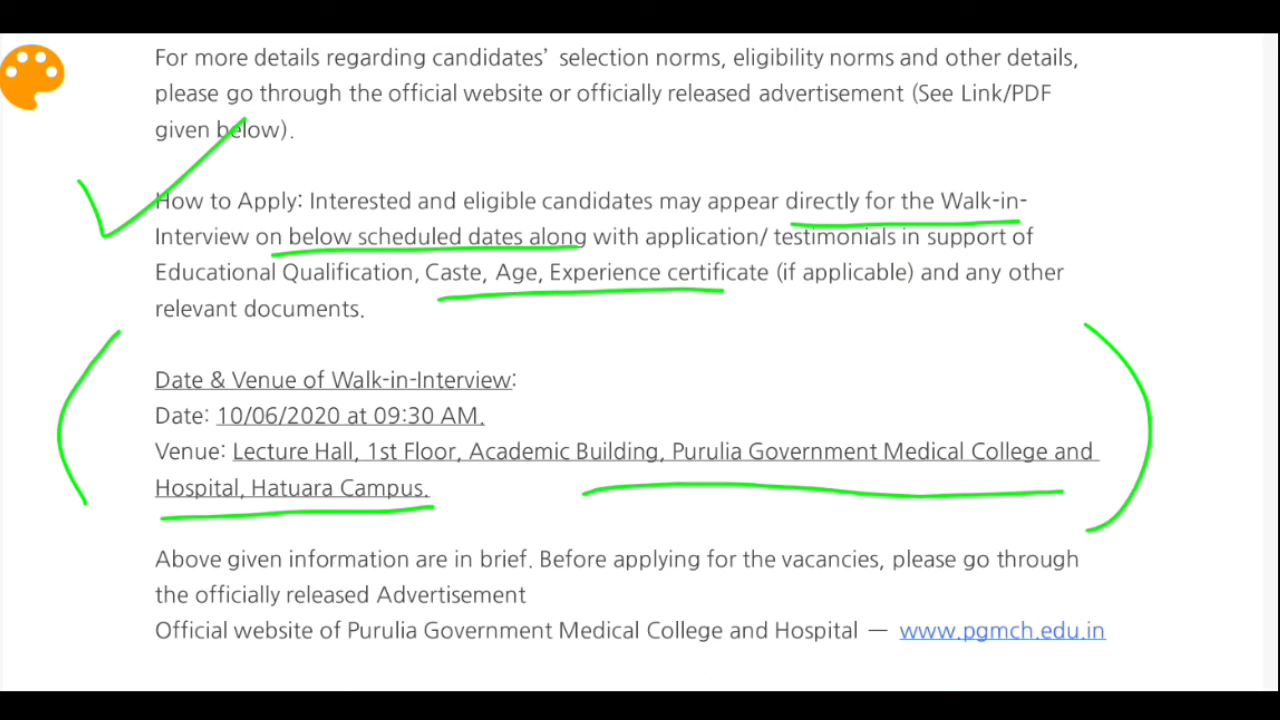 For more details regarding candidates’ selection norms, eligibility norms and other details,
please go through the official website or officially released advertisement (See Link/PDF
given below).
How to Apply: Interested and eligible candidates may appear directly for the Walk-in-
Interview on below scheduled dates along with application/ testimonials in support of
Educational Qualification, Caste, Age, Experience certificate (if applicable) and any other
relevant documents.
Date & Venue of Walk-in-Interview:
Date: 10/06/2020 at 09:30 AM.
Venue: Lecture Hall, 1st Floor, Academic Building, Purulia Government Medical College and
Hospital, Hatuara Campus.
Above given information are in brief. Before applying for the vacancies, please go through
the officially released Advertisement
Official website of Purulia Government Medical College and Hospital — www.pgmch.edu.in